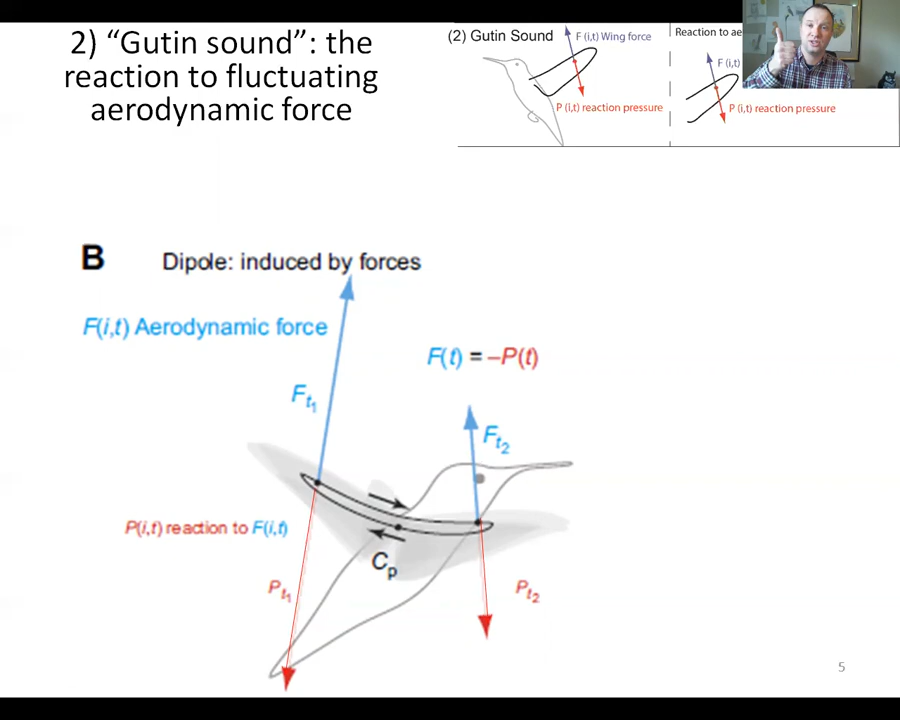 2) “Gutin sound”: the
reaction to fluctuating
aerodynamic force
(2) Gutin Sound
F (i,t) Wing force
P (i,t) reaction pressure
Reaction to
F (i,t)
P (i,t) reaction pressure
B
Dipole: induced by forces
F(i,t) Aerodynamic force
F(t) = –P(t)
Ft1
Ft2
P(i,t) reaction to F(i,t)
Cp
Pt1
Pt2
5